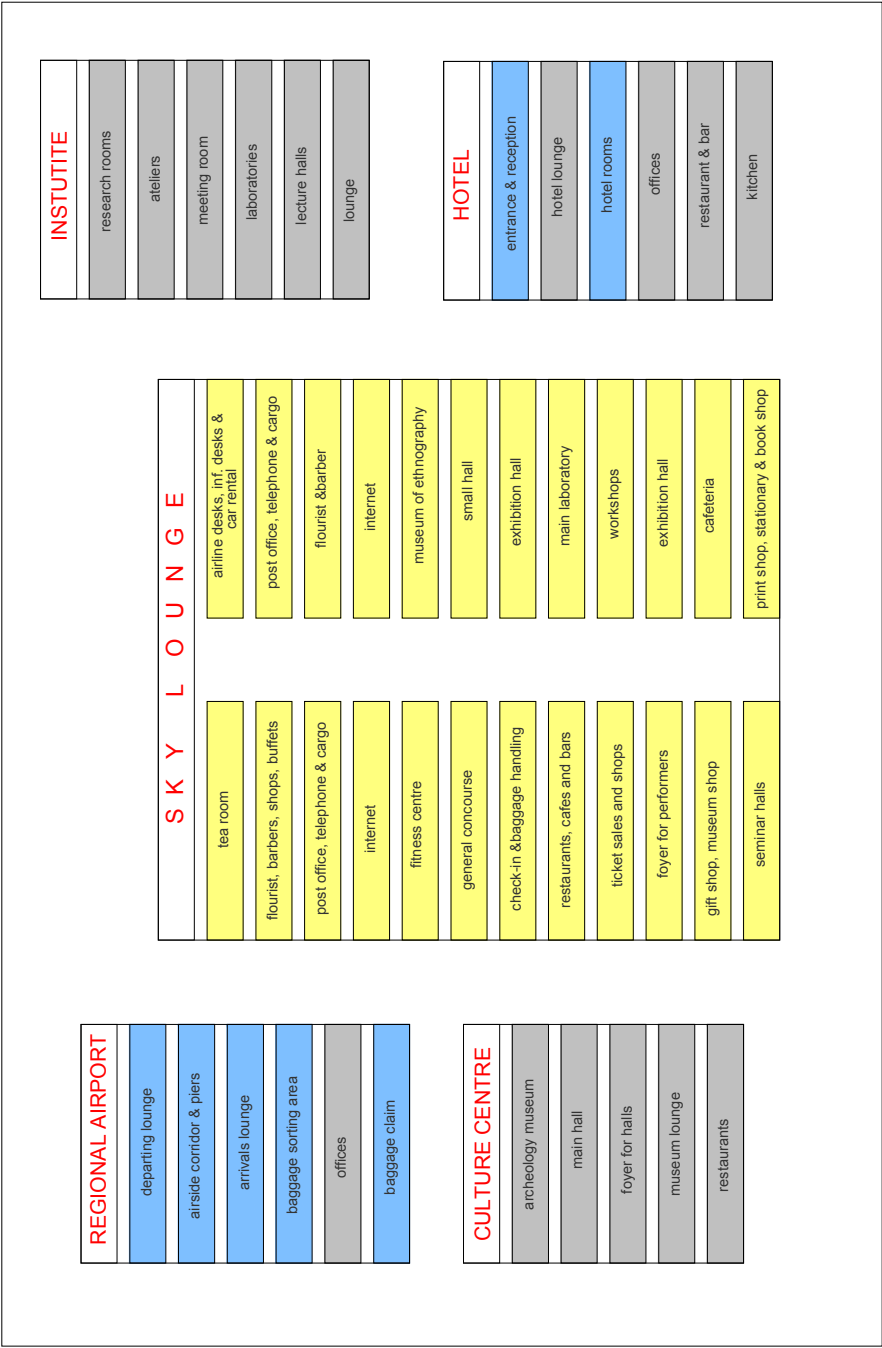 REGIONAL AIRPORT
departing lounge
airside corridor & piers
arrivals lounge
baggage sorting area
offices
baggage claim
CULTURE CENTRE
archeology museum
main hall
foyer for halls
museum lounge
restaurants
SKY LOUNGE
tea room
flourist, barbers, shops, buffets
post office, telephone & cargo
internet
fitness centre
general concourse
check-in &baggage handling
restaurants, cafes and bars
ticket sales and shops
foyer for performers
gift shop, museum shop
seminar halls
airline desks, inf. desks &
car rental
post office, telephone & cargo
flourist &barber
internet
museum of ethnography
small hall
exhibition hall
main laboratory
workshops
exhibition hall
cafeteria
print shop, stationary & book shop
INSTUTITE
research rooms
ateliers
meeting room
laboratories
lecture halls
lounge
HOTEL
entrance & reception
hotel lounge
hotel rooms
offices
restaurant & bar
kitchen